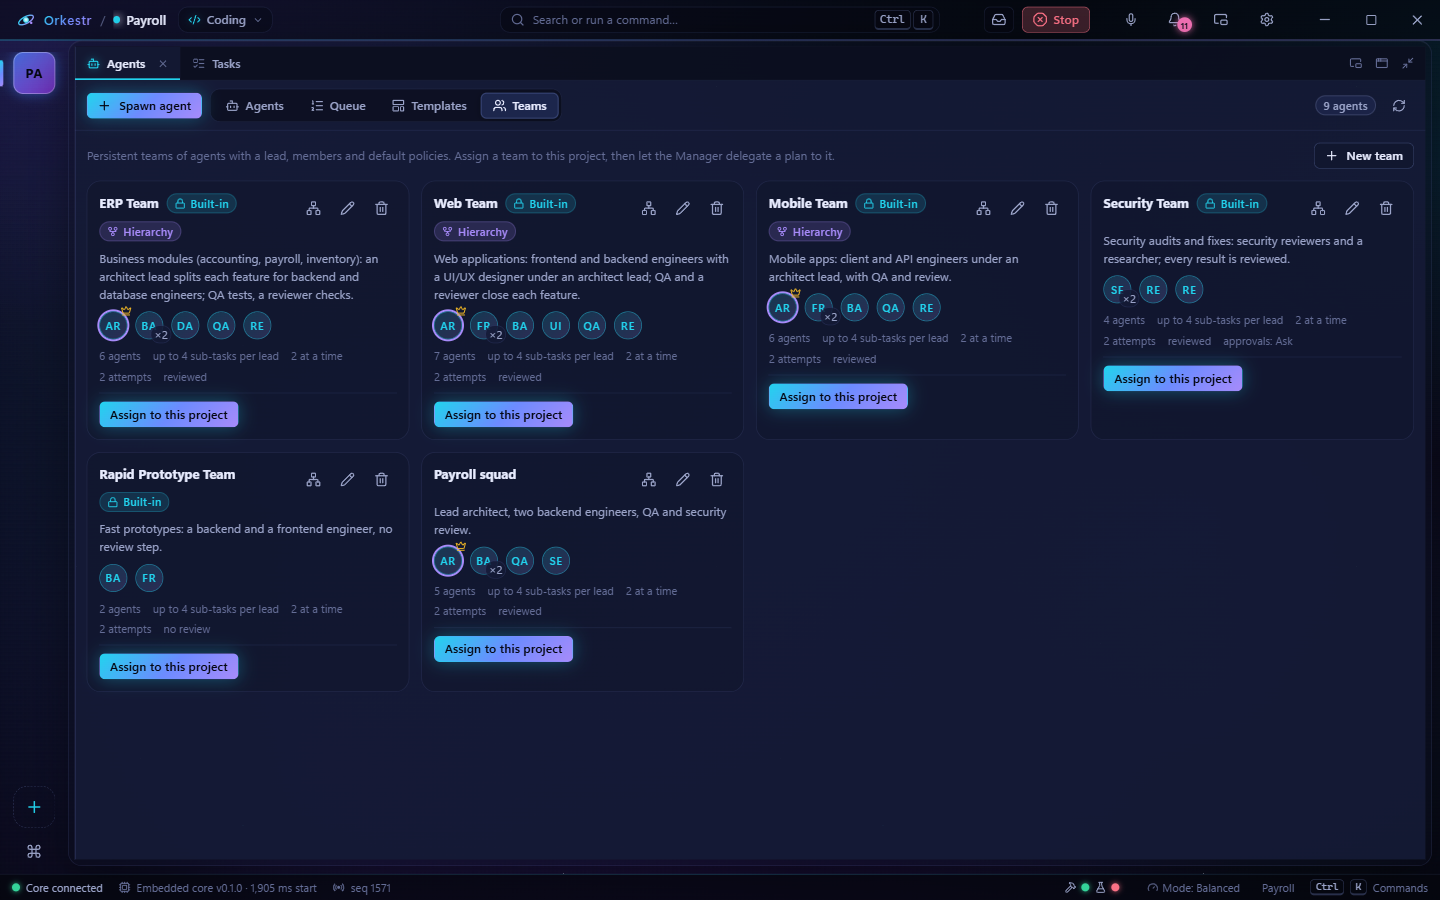 Orkestr / Payroll Coding Search or run a command... Ctrl K Stop 11
PA
Agents Tasks
Spawn agent Agents Queue Templates Teams 9 agents
Persistent teams of agents with a lead, members and default policies. Assign a team to this project, then let the Manager delegate a plan to it. New team
ERP Team Built-in
Hierarchy
Business modules (accounting, payroll, inventory): an
architect lead splits each feature for backend and
database engineers; QA tests, a reviewer checks.
AR BA ×2 DA QA RE
6 agents up to 4 sub-tasks per lead 2 at a time
2 attempts reviewed
Assign to this project
Web Team Built-in
Hierarchy
Web applications: frontend and backend engineers with
a UI/UX designer under an architect lead; QA and a
reviewer close each feature.
AR FR ×2 BA UI QA RE
7 agents up to 4 sub-tasks per lead 2 at a time
2 attempts reviewed
Assign to this project
Mobile Team Built-in
Hierarchy
Mobile apps: client and API engineers under an
architect lead, with QA and review.
AR FR ×2 BA QA RE
6 agents up to 4 sub-tasks per lead 2 at a time
2 attempts reviewed
Assign to this project
Security Team Built-in
Security audits and fixes: security reviewers and a
researcher; every result is reviewed.
SE ×2 RE RE
4 agents up to 4 sub-tasks per lead 2 at a time
2 attempts reviewed approvals: Ask
Assign to this project
Rapid Prototype Team
Built-in
Fast prototypes: a backend and a frontend engineer, no
review step.
BA FR
2 agents up to 4 sub-tasks per lead 2 at a time
2 attempts no review
Assign to this project
Payroll squad
Lead architect, two backend engineers, QA and security
review.
AR BA ×2 QA SE
5 agents up to 4 sub-tasks per lead 2 at a time
2 attempts reviewed
Assign to this project
Core connected Embedded core v0.1.0 · 1,905 ms start seq 1571 Mode: Balanced Payroll Ctrl K Commands